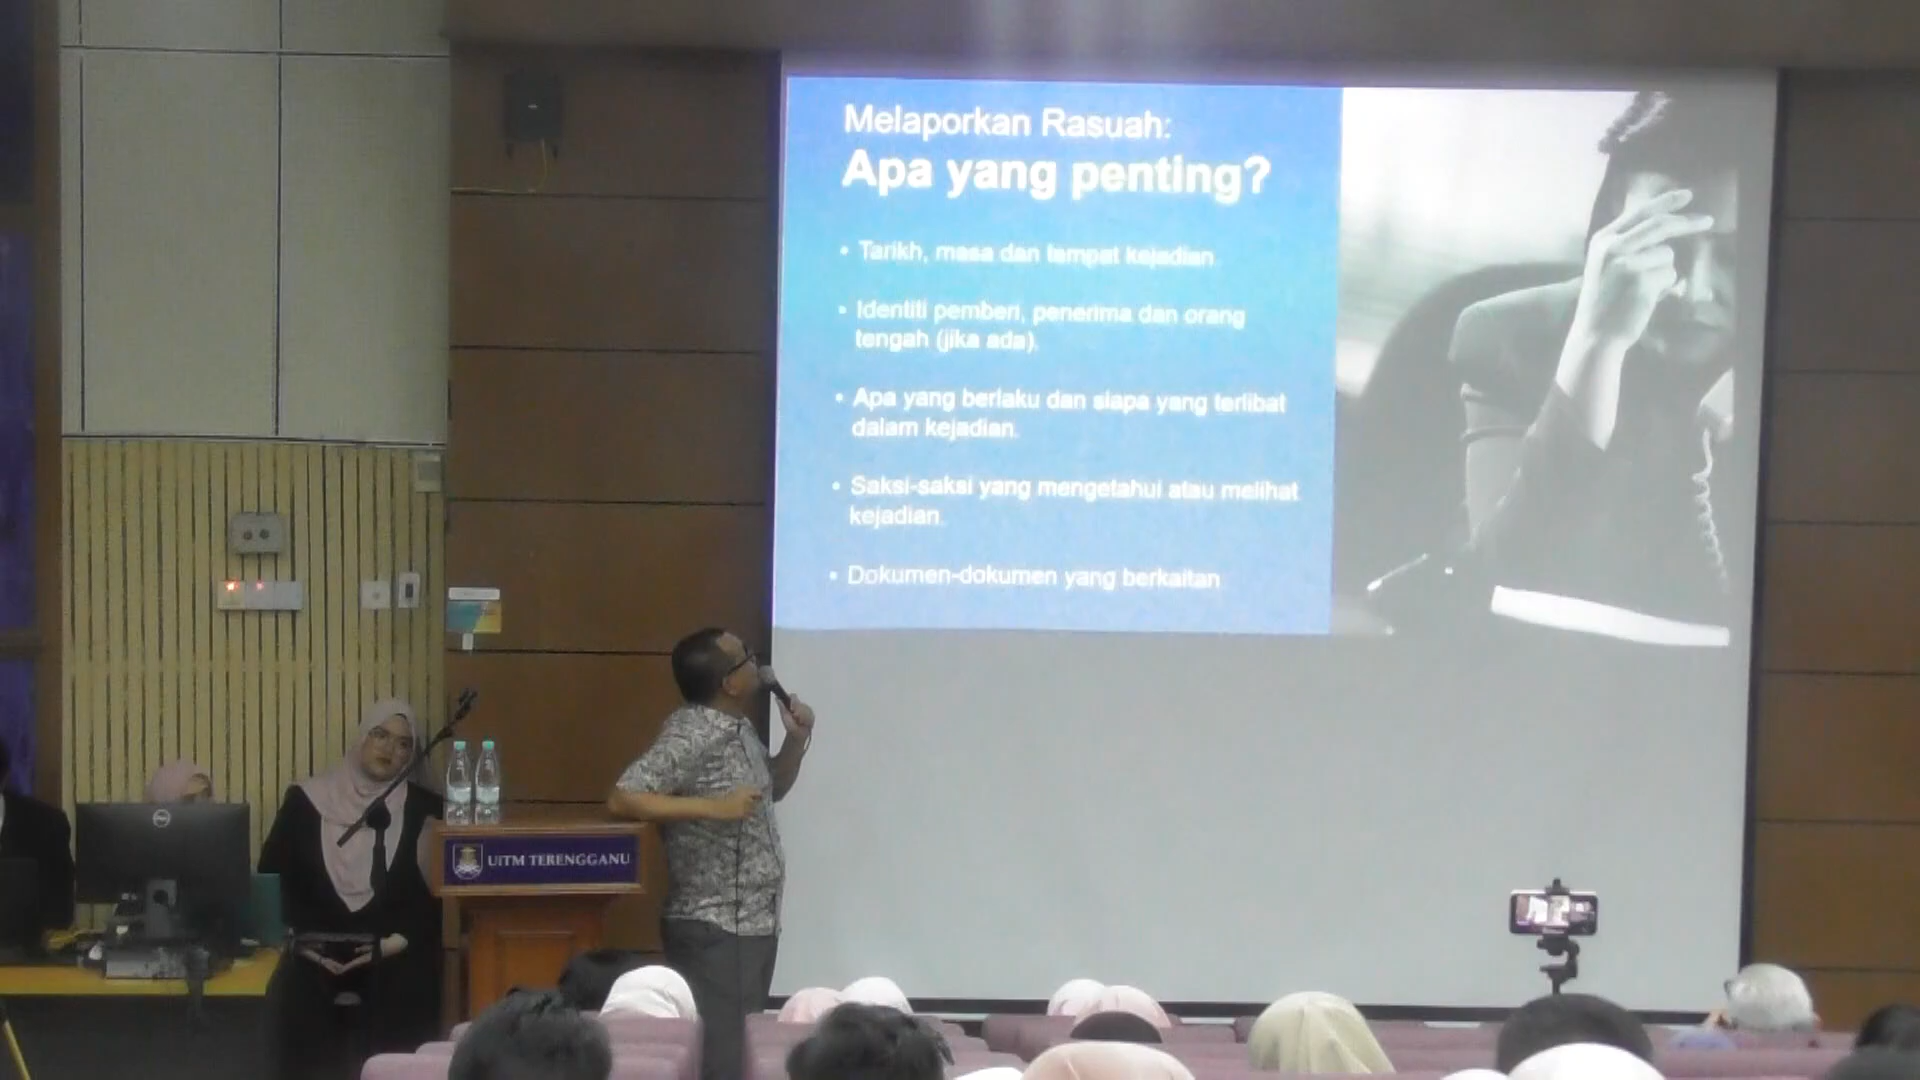 Melaporkan Rasuah:
Apa yang penting?
• Tarikh, masa dan tempat kejadian.
• Identiti pemberi, penerima dan orang
tengah (jika ada).
• Apa yang berlaku dan siapa yang terlibat
dalam kejadian.
• Saksi-saksi yang mengetahui atau melihat
kejadian.
• Dokumen-dokumen yang berkaitan
UiTM TERENGGANU
DELL